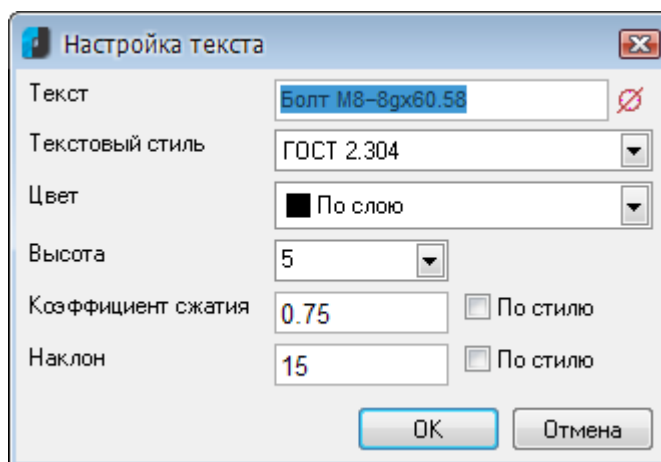 Настройка текста
Текст Болт М8-8gx60.58
Текстовый стиль ГОСТ 2.304
Цвет По слою
Высота 5
Коэффициент сжатия 0.75 По стилю
Наклон 15 По стилю
ОК Отмена